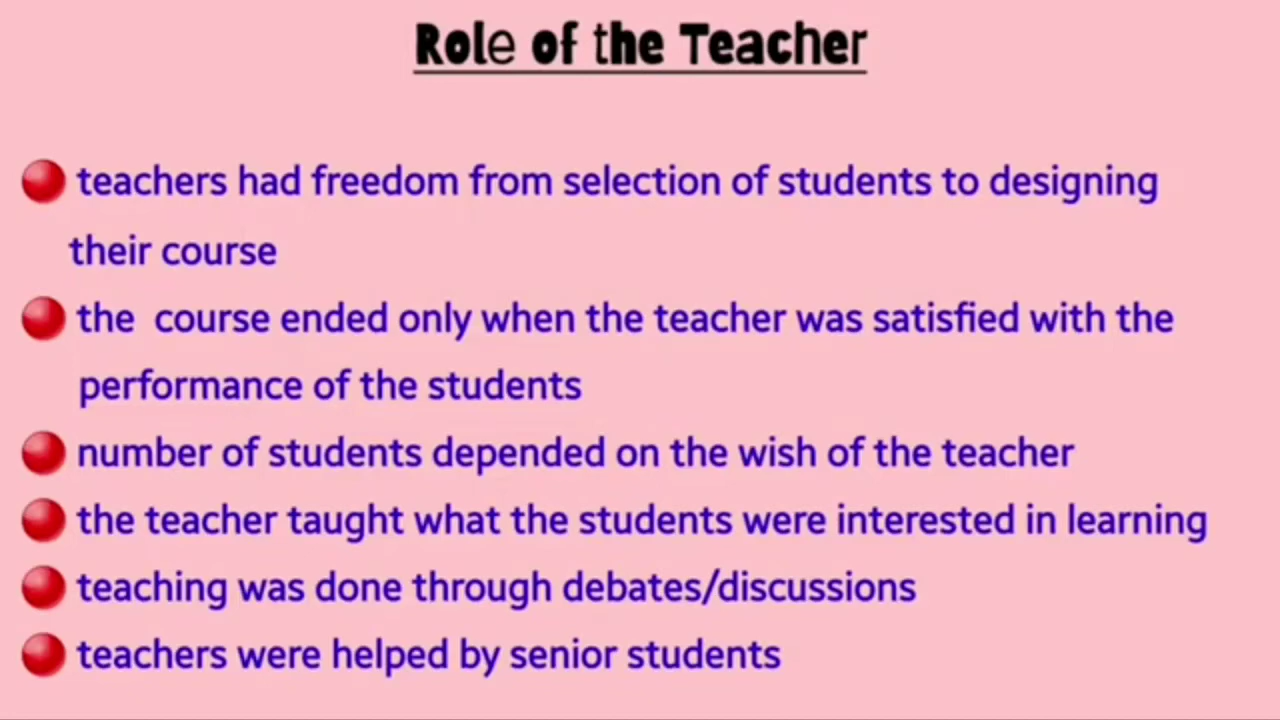 Role of the Teacher
teachers had freedom from selection of students to designing
their course
the course ended only when the teacher was satisfied with the
performance of the students
number of students depended on the wish of the teacher
the teacher taught what the students were interested in learning
teaching was done through debates/discussions
teachers were helped by senior students